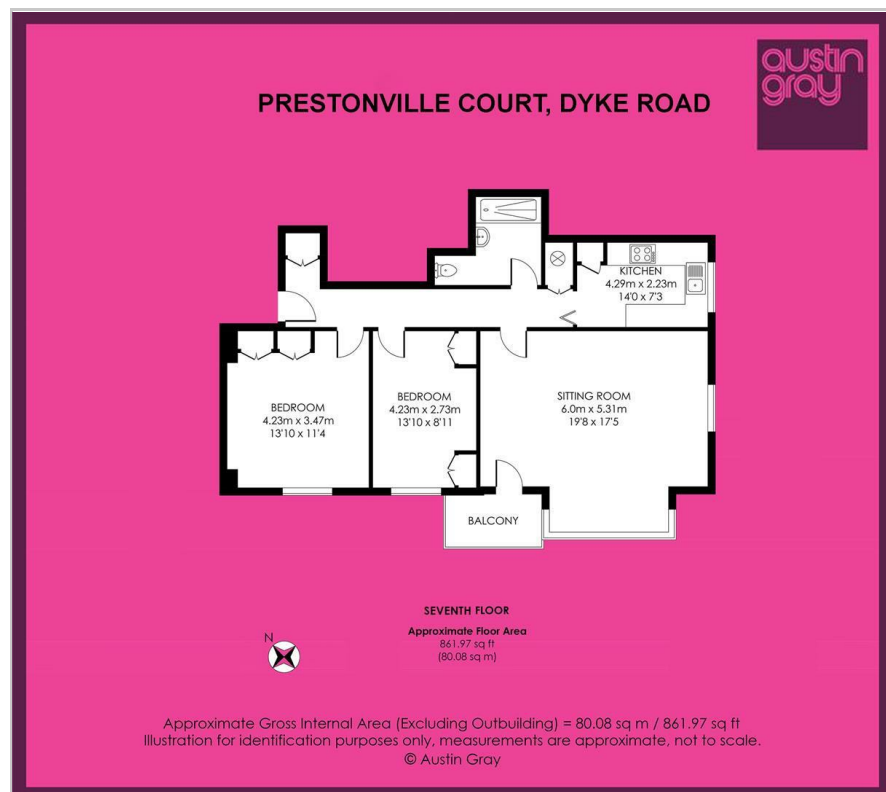 austin
gray
PRESTONVILLE COURT, DYKE ROAD
KITCHEN
4.29m x 2.23m
14'0 x 7'3
BEDROOM
4.23m x 3.47m
13'10 x 11'4
BEDROOM
4.23m x 2.73m
13'10 x 8'11
SITTING ROOM
6.0m x 5.31m
19'8 x 17'5
BALCONY
SEVENTH FLOOR
Approximate Floor Area
861.97 sq ft
(80.08 sq m)
N
Approximate Gross Internal Area (Excluding Outbuilding) = 80.08 sq m / 861.97 sq ft
Illustration for identification purposes only, measurements are approximate, not to scale.
© Austin Gray